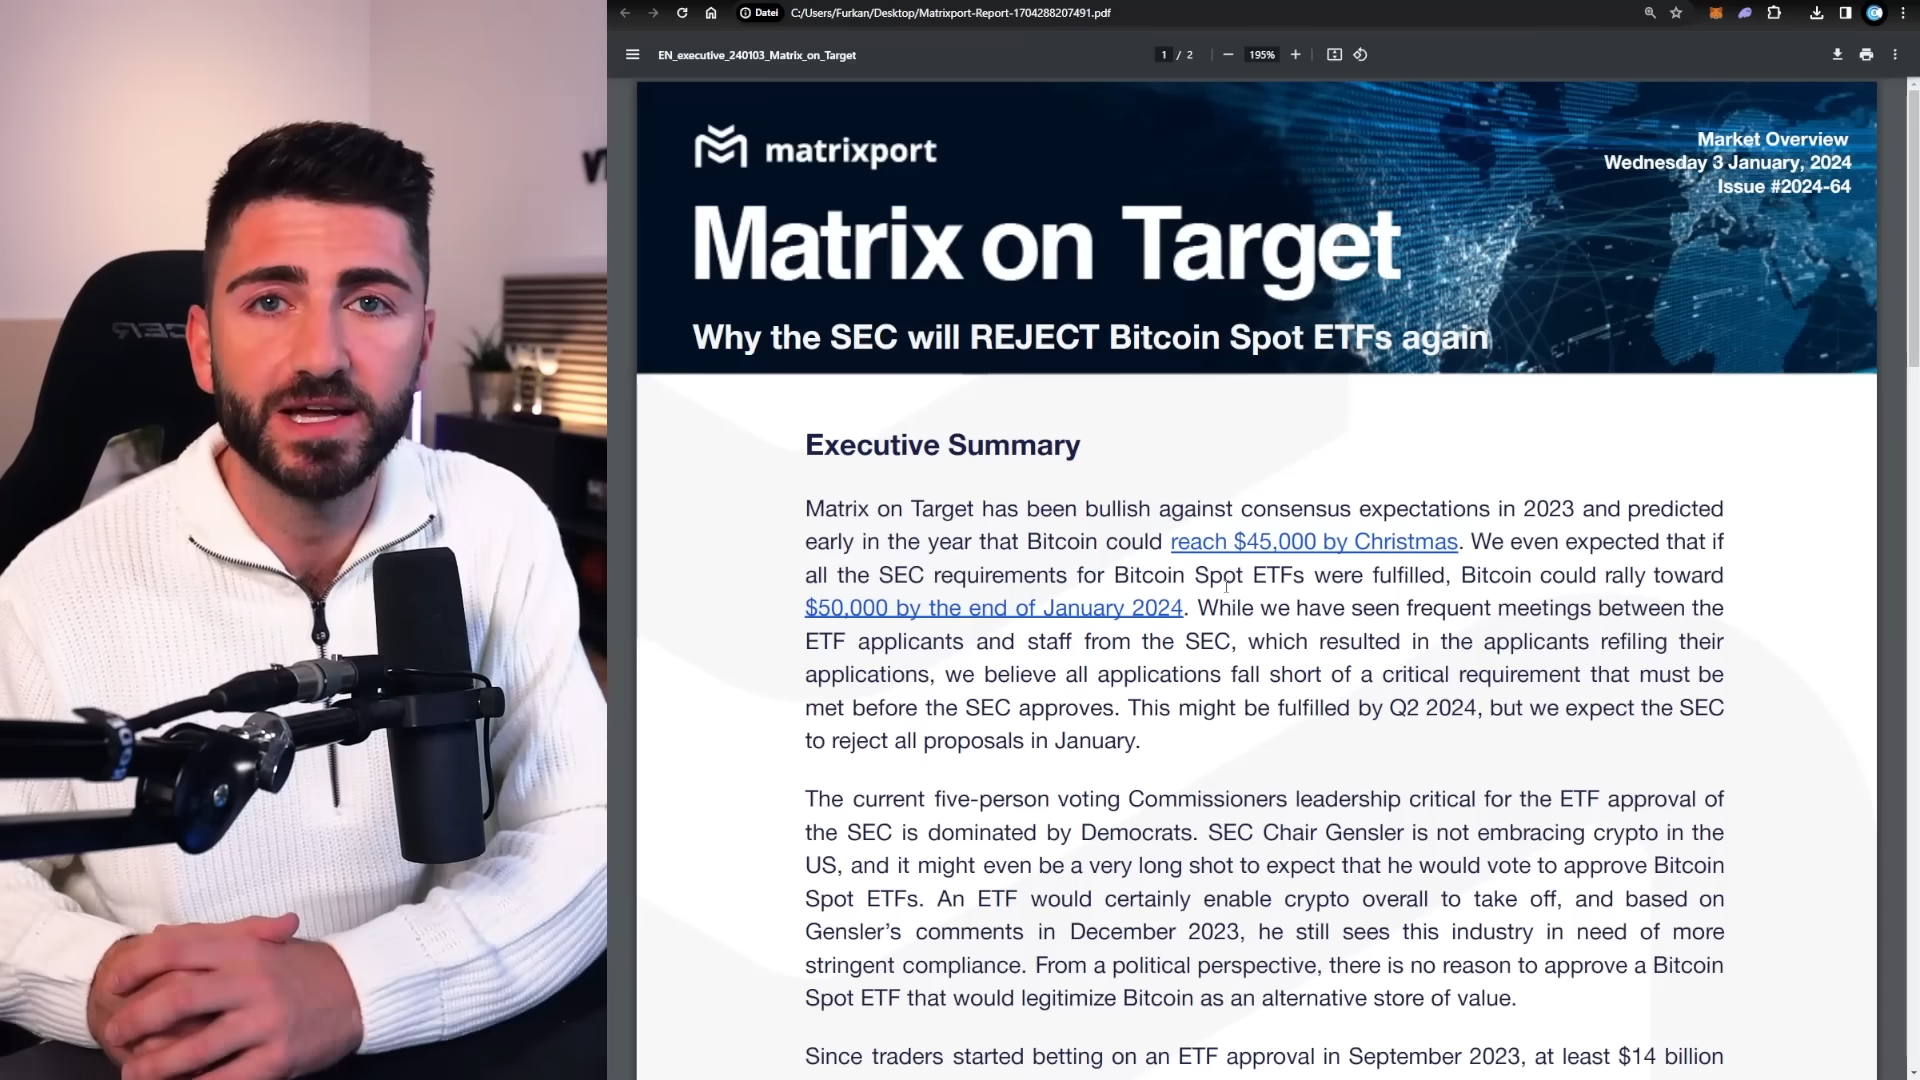 Datei
C:/Users/Furkan/Desktop/Matrixport-Report-1704288207491.pdf
EN_executive_240103_Matrix_on_Target
1 / 2
195%
matrixport
Market Overview
Wednesday 3 January, 2024
Issue #2024-64
Matrix on Target
Why the SEC will REJECT Bitcoin Spot ETFs again
Executive Summary
Matrix on Target has been bullish against consensus expectations in 2023 and predicted
early in the year that Bitcoin could reach $45,000 by Christmas. We even expected that if
all the SEC requirements for Bitcoin Spot ETFs were fulfilled, Bitcoin could rally toward
$50,000 by the end of January 2024. While we have seen frequent meetings between the
ETF applicants and staff from the SEC, which resulted in the applicants refiling their
applications, we believe all applications fall short of a critical requirement that must be
met before the SEC approves. This might be fulfilled by Q2 2024, but we expect the SEC
to reject all proposals in January.
The current five-person voting Commissioners leadership critical for the ETF approval of
the SEC is dominated by Democrats. SEC Chair Gensler is not embracing crypto in the
US, and it might even be a very long shot to expect that he would vote to approve Bitcoin
Spot ETFs. An ETF would certainly enable crypto overall to take off, and based on
Gensler’s comments in December 2023, he still sees this industry in need of more
stringent compliance. From a political perspective, there is no reason to approve a Bitcoin
Spot ETF that would legitimize Bitcoin as an alternative store of value.
Since traders started betting on an ETF approval in September 2023, at least $14 billion